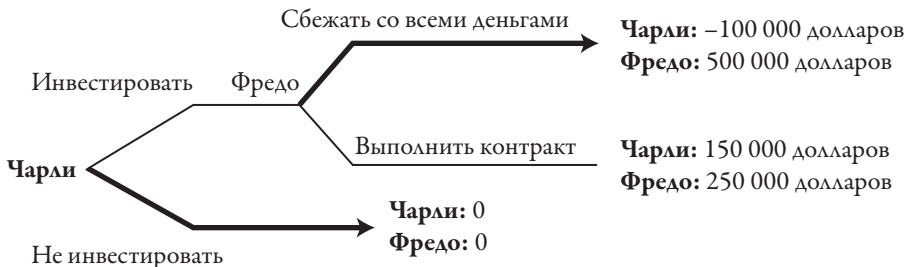 Сбежать со всеми деньгами
Чарли: –100 000 долларов
Фредо: 500 000 долларов
Инвестировать
Фредо
Выполнить контракт
Чарли: 150 000 долларов
Фредо: 250 000 долларов
Чарли
Чарли: 0
Фредо: 0
Не инвестировать